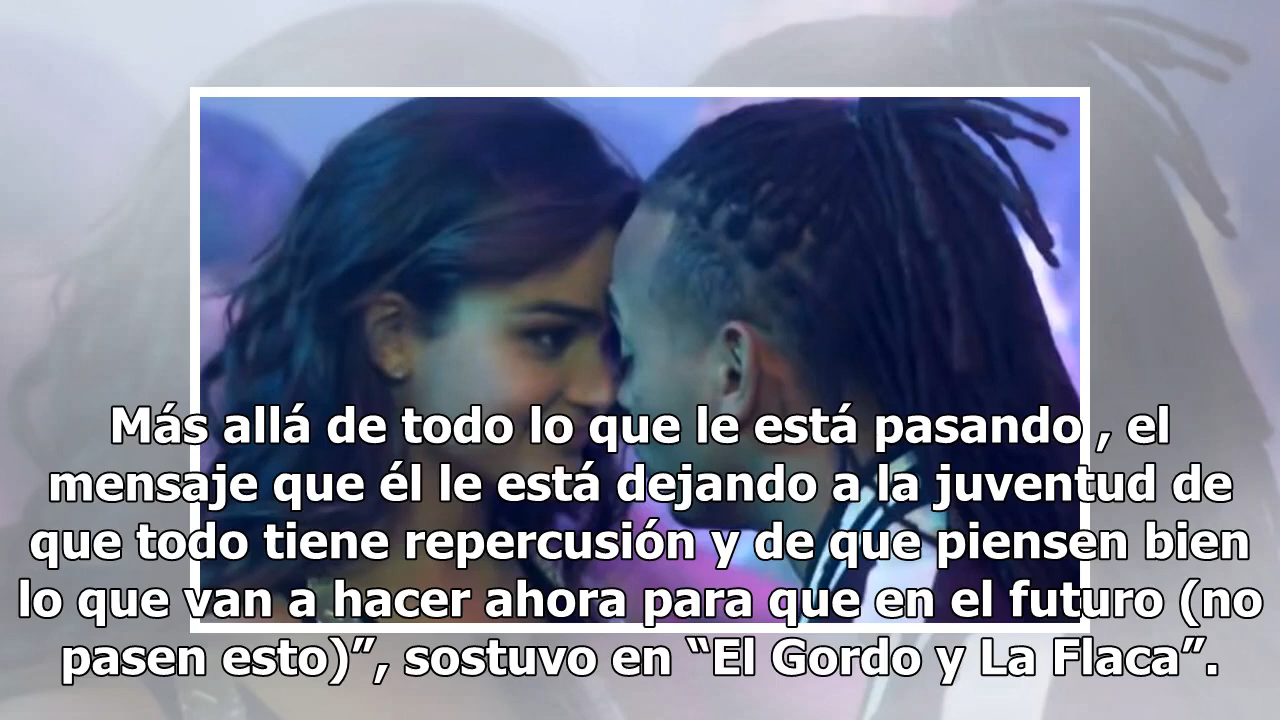 Más allá de todo lo que le está pasando , el
mensaje que él le está dejando a la juventud de
que todo tiene repercusión y de que piensen bien
lo que van a hacer ahora para que en el futuro (no
pasen esto)”, sostuvo en “El Gordo y La Flaca”.